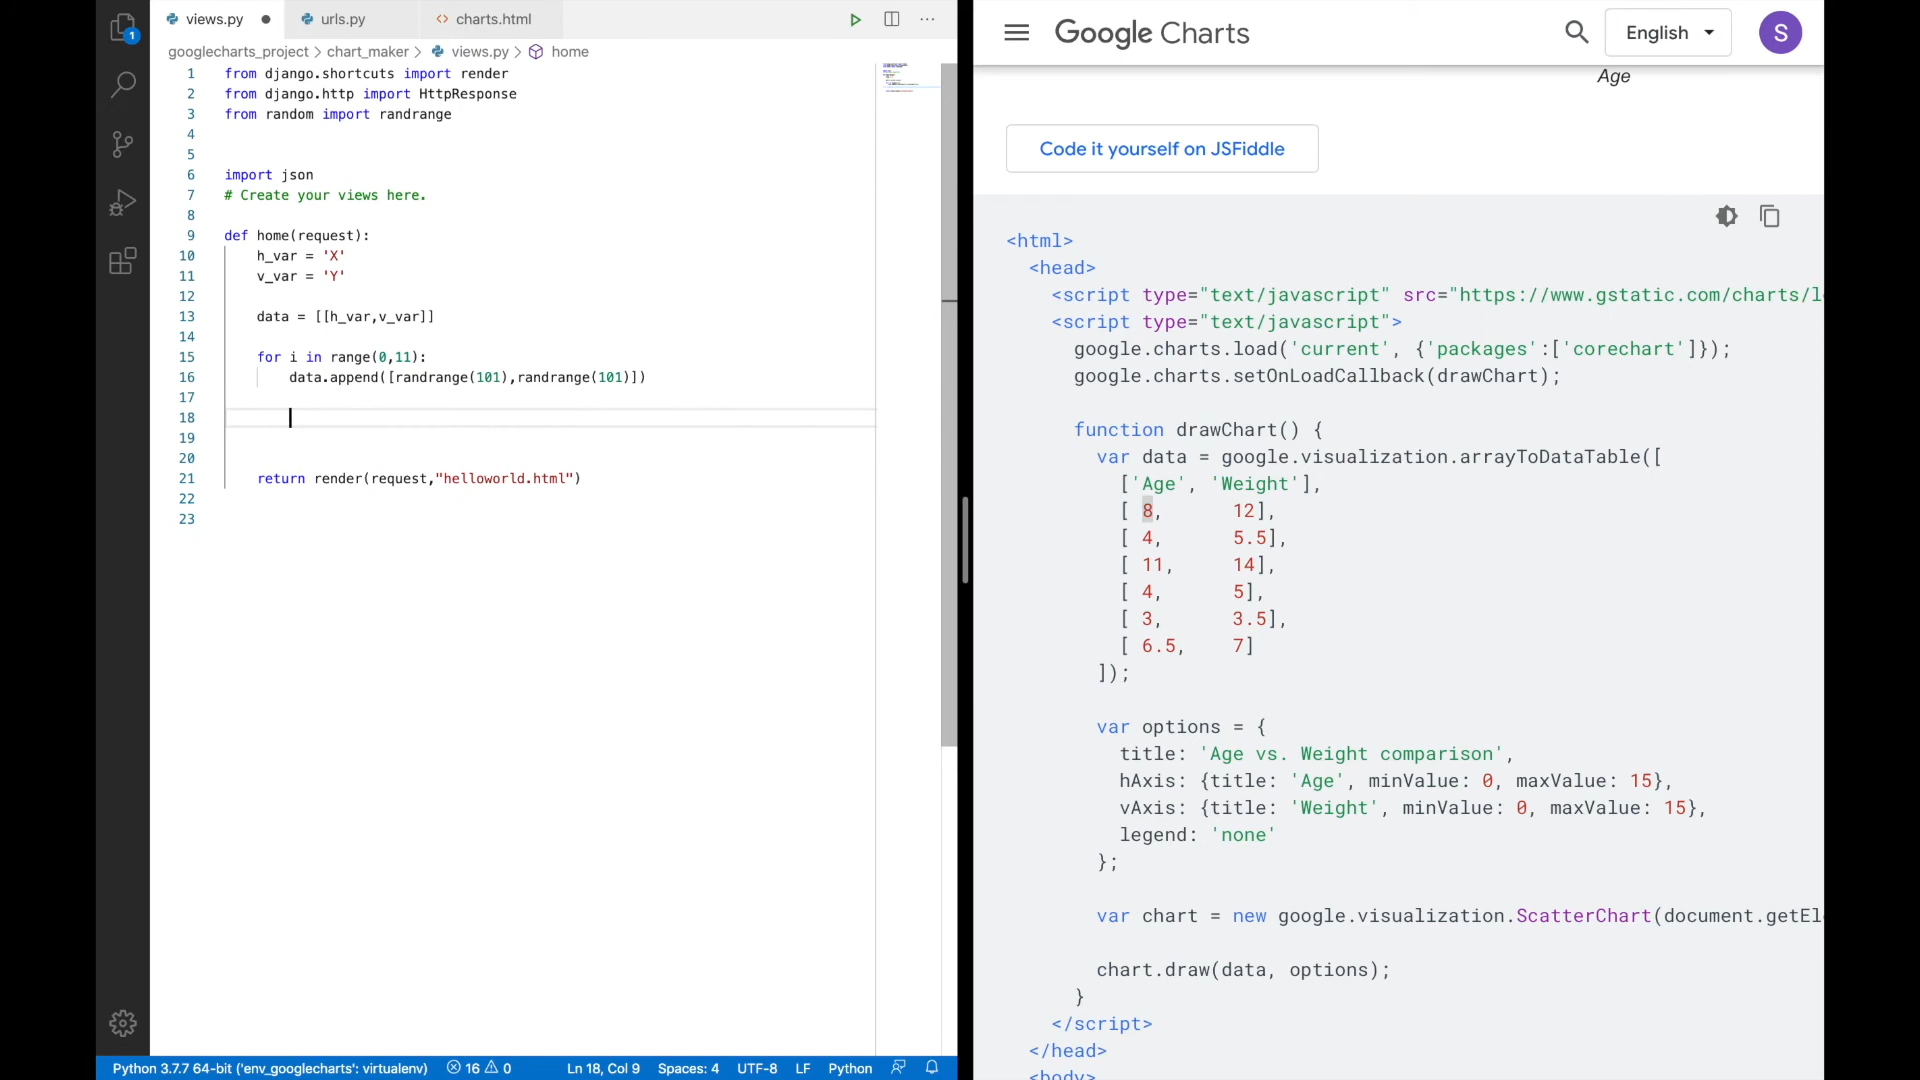 views.py
urls.py
<> charts.html
1
googlecharts_project > chart_maker > views.py > home
1 from django.shortcuts import render
2 from django.http import HttpResponse
3 from random import randrange
4
5
6 import json
7 # Create your views here.
8
9 def home(request):
10 h_var = 'X'
11 v_var = 'Y'
12
13 data = [[h_var,v_var]]
14
15 for i in range(0,11):
16 data.append([randrange(101),randrange(101)])
17
18
19
20
21 return render(request,"helloworld.html")
22
23
Python 3.7.7 64-bit ('env_googlecharts': virtualenv) 16 0 Ln 18, Col 9 Spaces: 4 UTF-8 LF Python
Google Charts
English
S
Age
Code it yourself on JSFiddle
<html>
<head>
<script type="text/javascript" src="https://www.gstatic.com/charts/l
<script type="text/javascript">
google.charts.load('current', {'packages':['corechart']});
google.charts.setOnLoadCallback(drawChart);
function drawChart() {
var data = google.visualization.arrayToDataTable([
['Age', 'Weight'],
[ 8, 12],
[ 4, 5.5],
[ 11, 14],
[ 4, 5],
[ 3, 3.5],
[ 6.5, 7]
]);
var options = {
title: 'Age vs. Weight comparison',
hAxis: {title: 'Age', minValue: 0, maxValue: 15},
vAxis: {title: 'Weight', minValue: 0, maxValue: 15},
legend: 'none'
};
var chart = new google.visualization.ScatterChart(document.getEl
chart.draw(data, options);
}
</script>
</head>
<body>